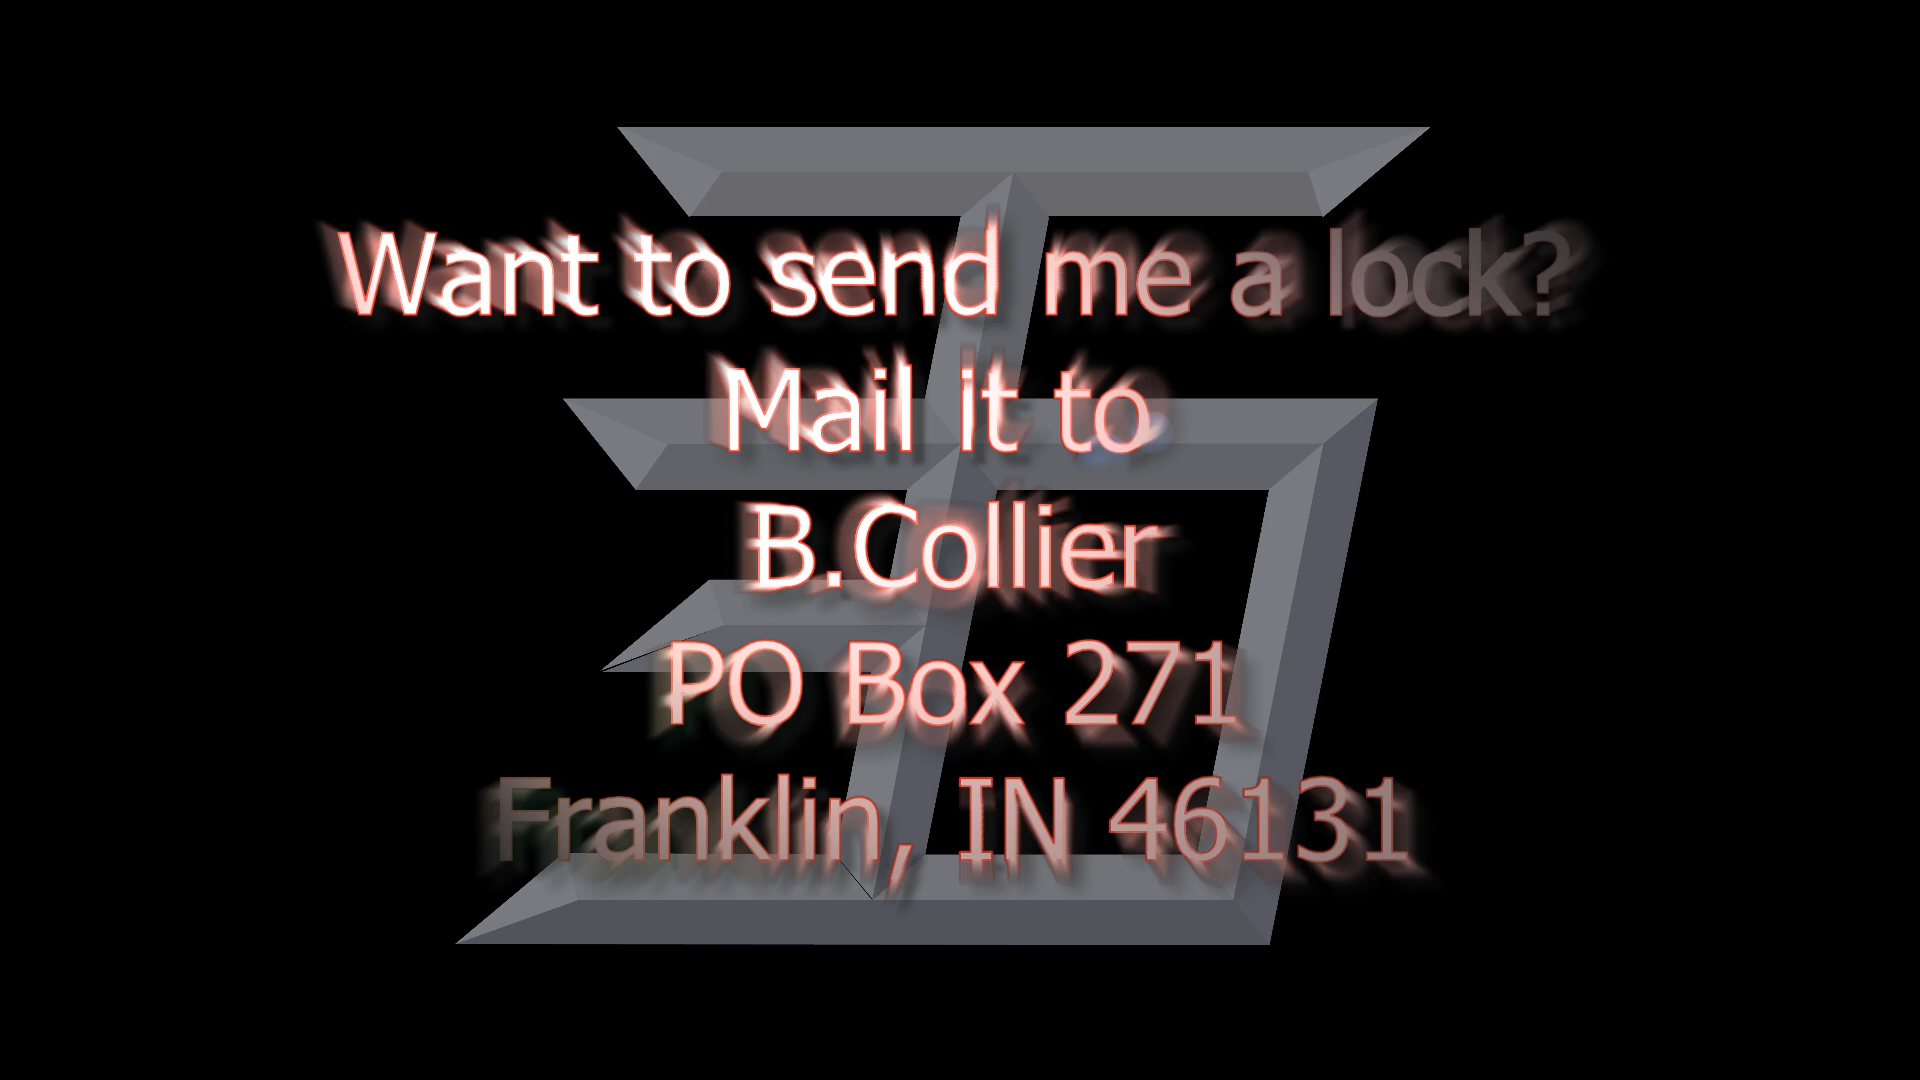 Want to send me a lock?
Mail it to
B.Collier
PO Box 271
Franklin, IN 46131